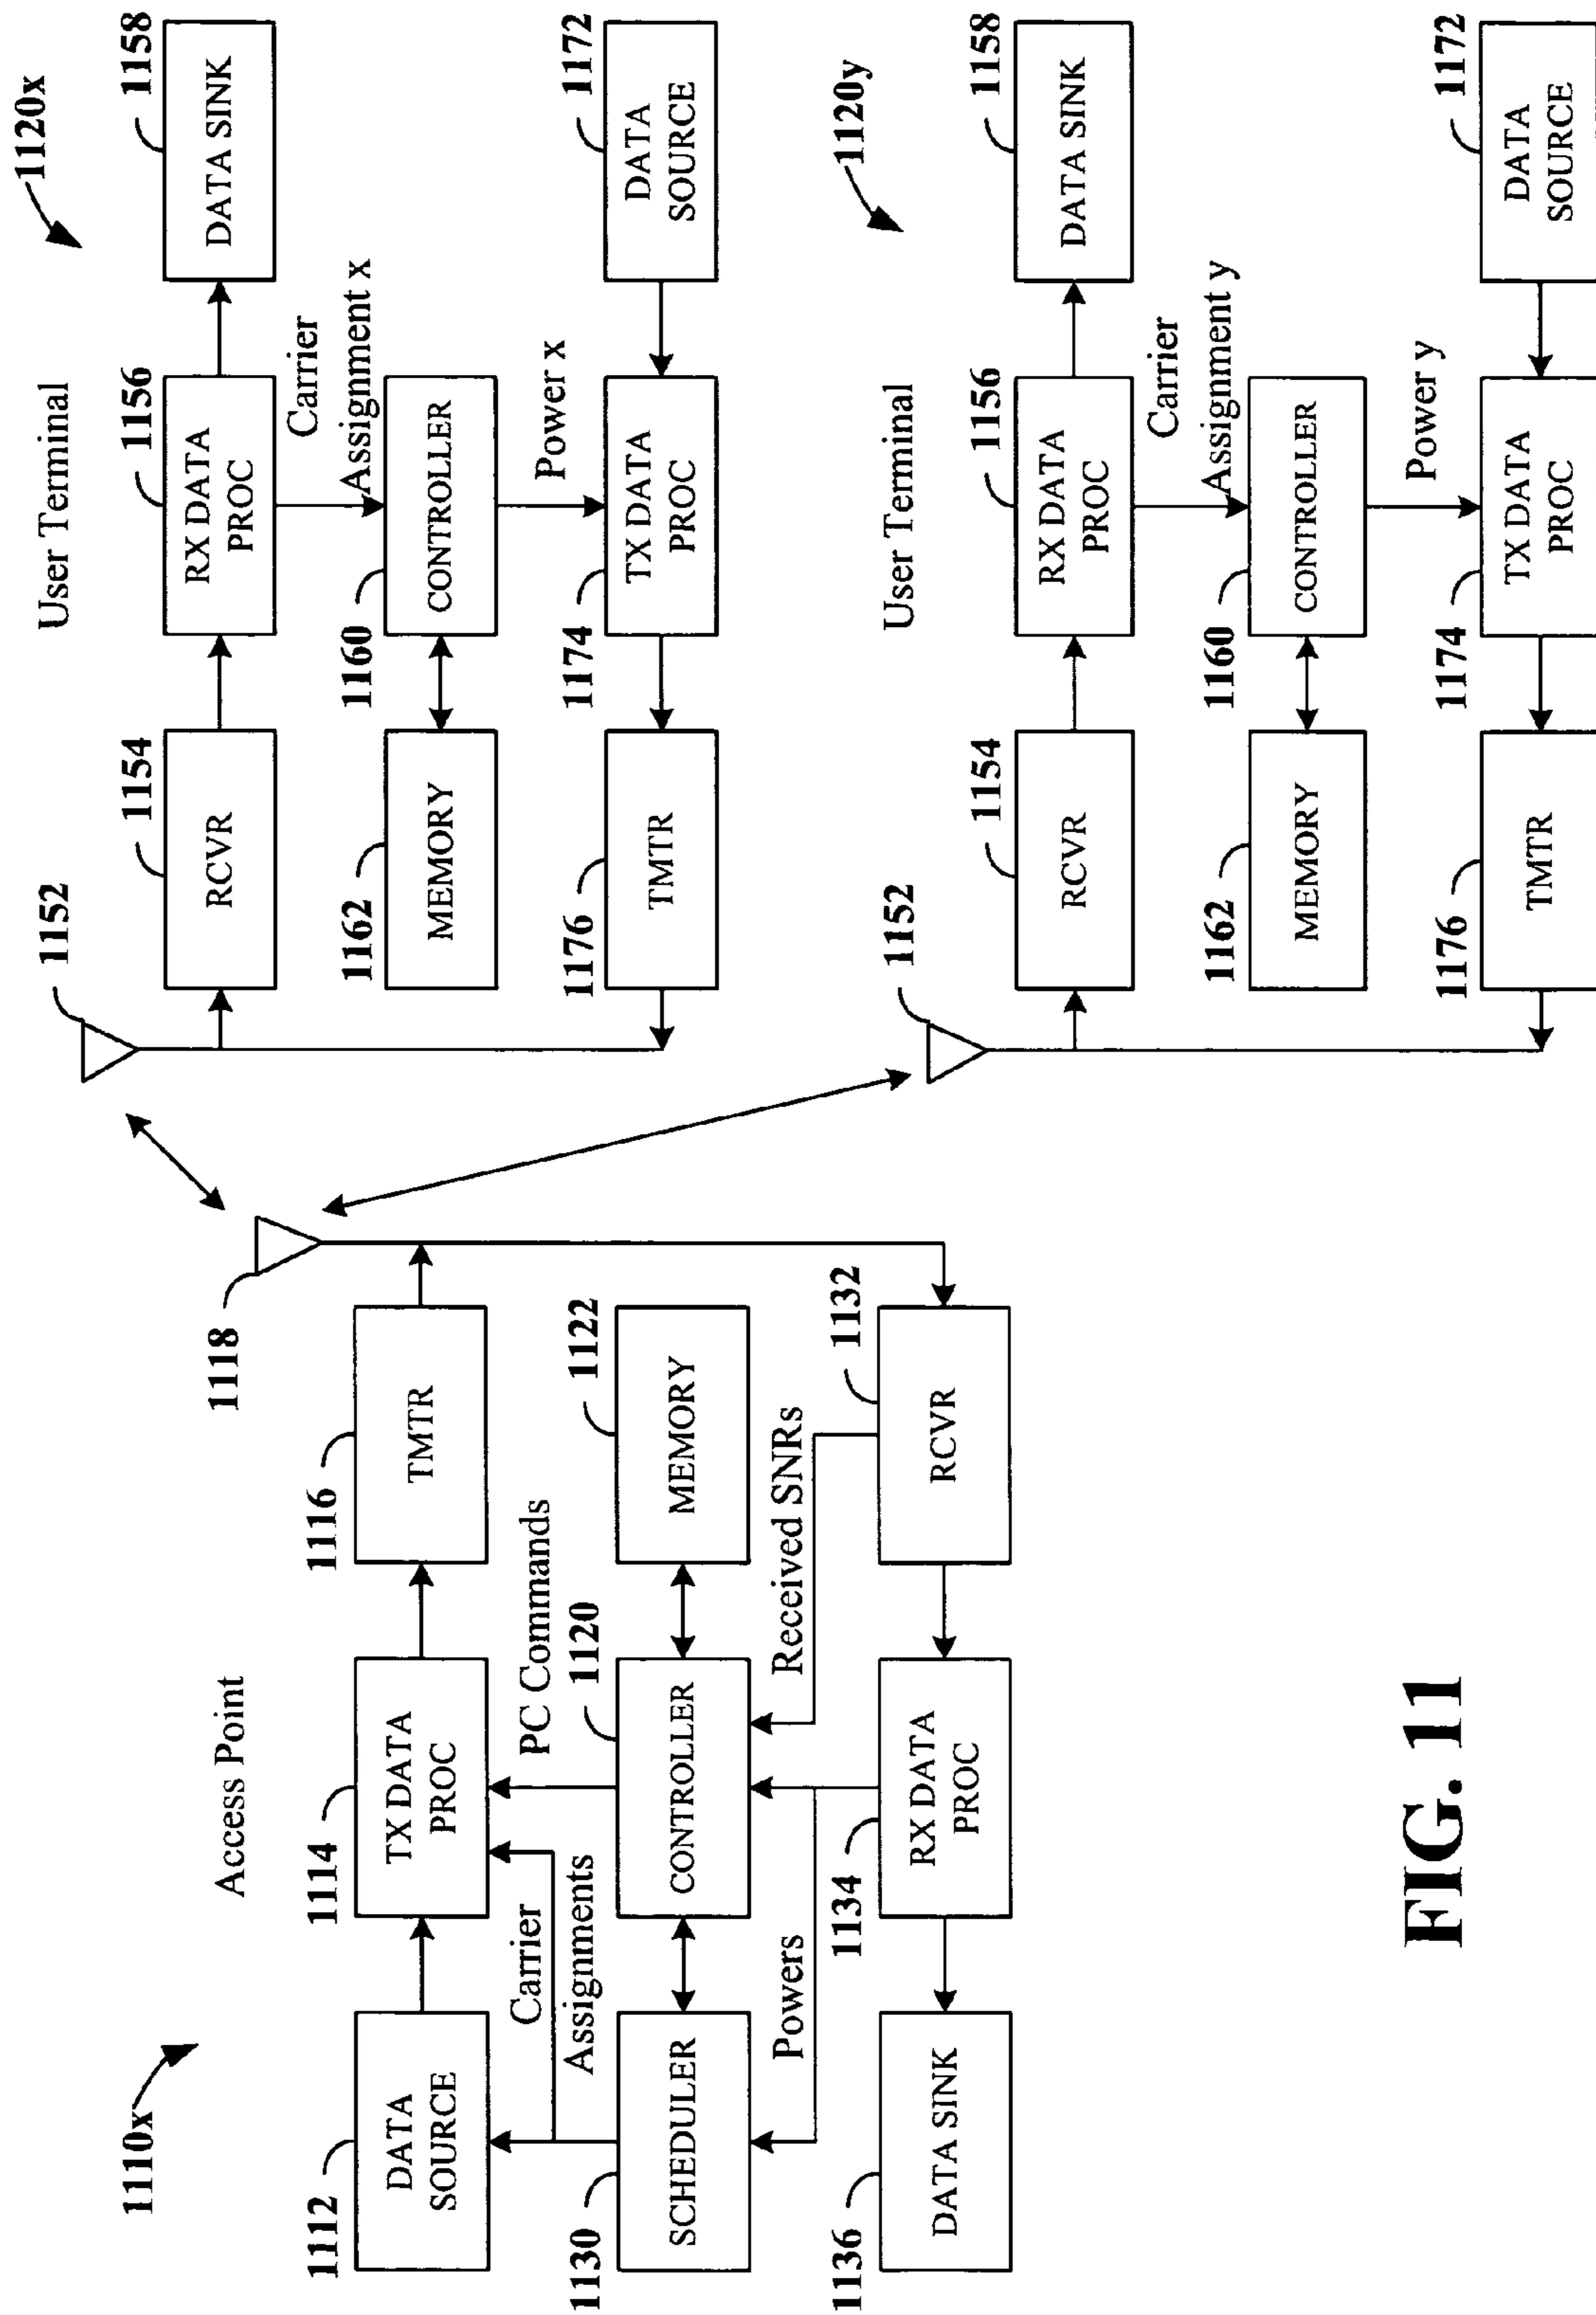 1110x
Access Point
1112
DATA
SOURCE
1114
TX DATA
PROC
1116
TMTR
1118
Carrier
Assignments
PC Commands
1130
SCHEDULER
1120
CONTROLLER
1122
MEMORY
Powers
Received SNRs
1136
DATA SINK
1134
RX DATA
PROC
1132
RCVR
1120x
User Terminal
1152
1154
RCVR
1156
RX DATA
PROC
1158
DATA SINK
Carrier
Assignment x
1162
MEMORY
1160
CONTROLLER
Power x
1176
TMTR
1174
TX DATA
PROC
1172
DATA
SOURCE
1120y
User Terminal
1152
1154
RCVR
1156
RX DATA
PROC
1158
DATA SINK
Carrier
Assignment y
1162
MEMORY
1160
CONTROLLER
Power y
1176
TMTR
1174
TX DATA
PROC
1172
DATA
SOURCE
FIG. 11